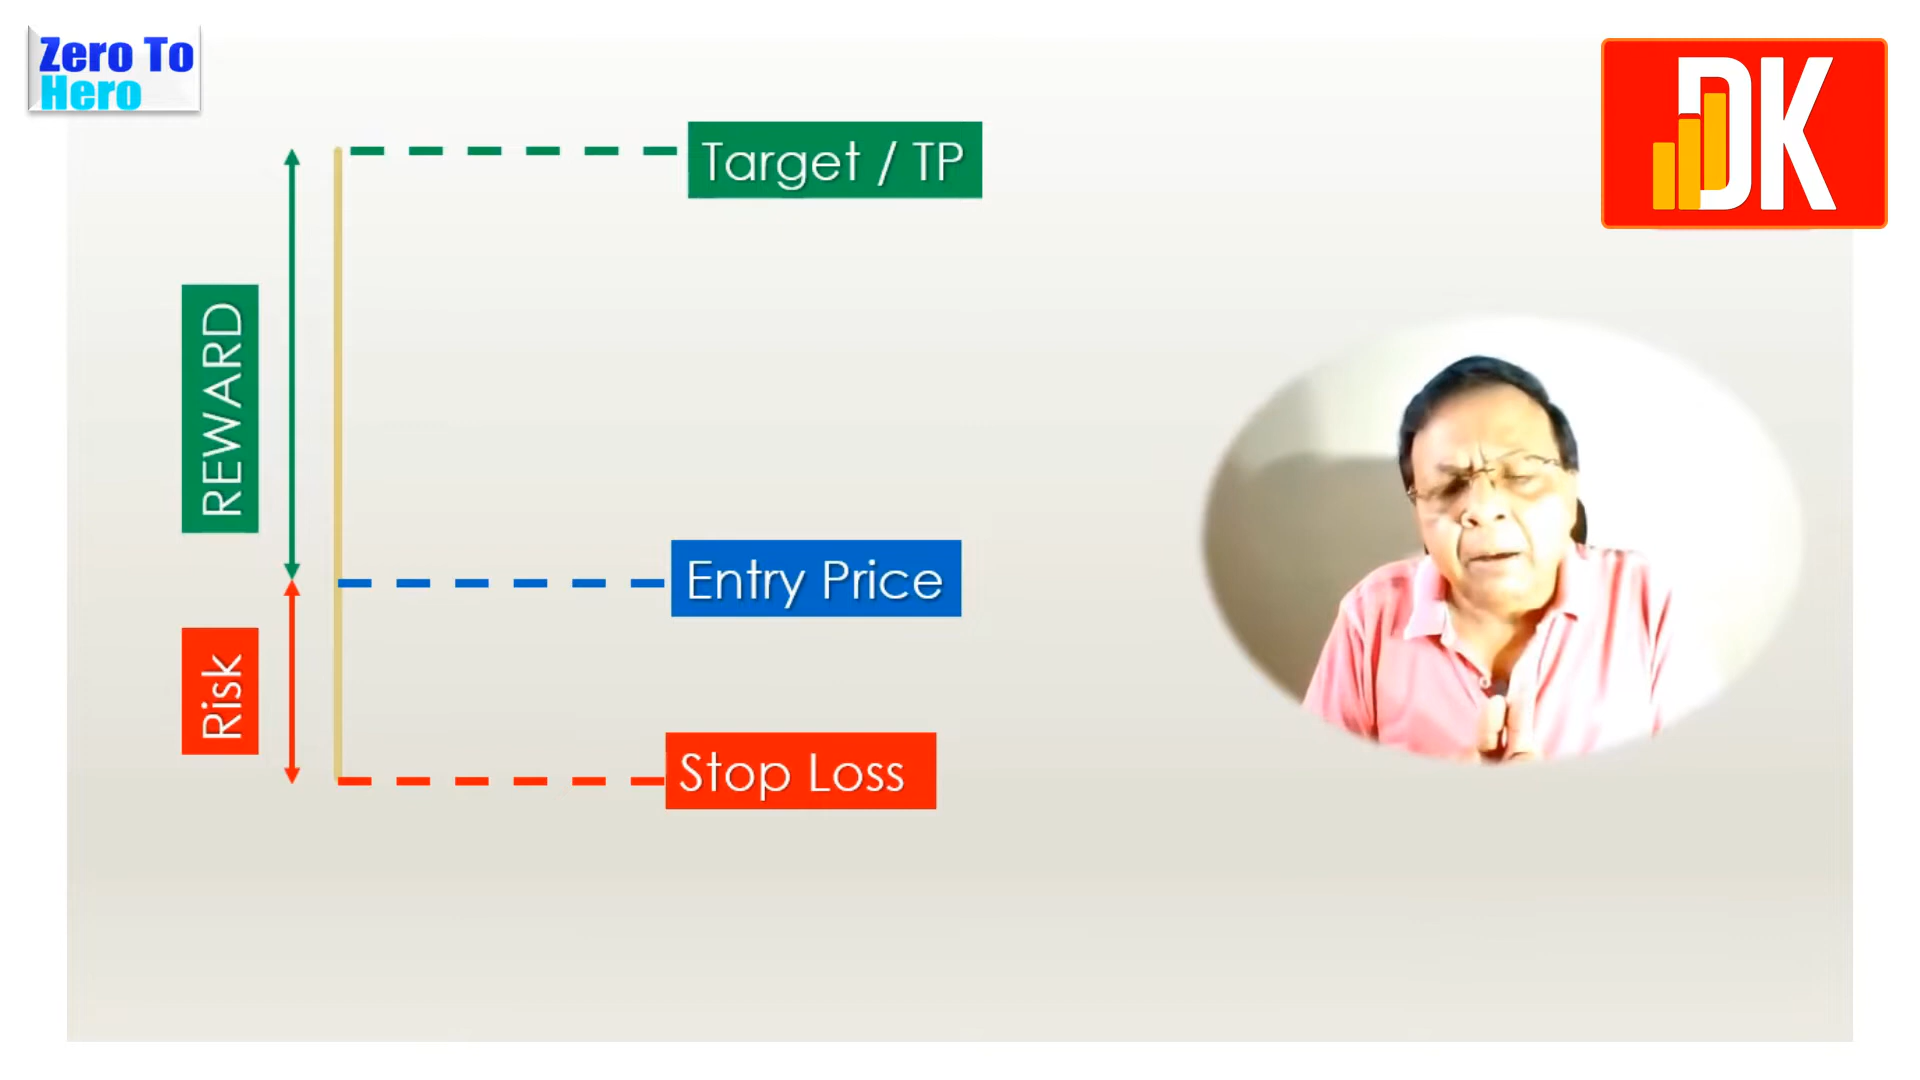 Zero To
Hero
DK
Target / TP
REWARD
Entry Price
Risk
Stop Loss